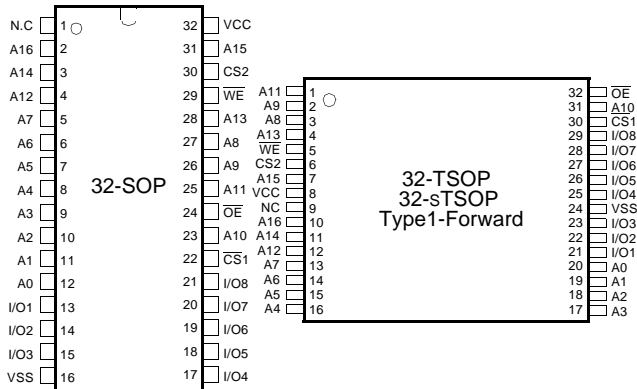 N.C 1 32 VCC
A16 2 31 A15
A14 3 30 CS2
A12 4 29 WE
A7 5 28 A13
A6 6 27 A8
A5 7 26 A9
A4 8 25 A11
A3 9 24 OE
A2 10 23 A10
A1 11 22 CS1
A0 12 21 I/O8
I/O1 13 20 I/O7
I/O2 14 19 I/O6
I/O3 15 18 I/O5
VSS 16 17 I/O4
32-SOP
A11 1 32 OE
A9 2 31 A10
A8 3 30 CS1
A13 4 29 I/O8
WE 5 28 I/O7
CS2 6 27 I/O6
A15 7 26 I/O5
VCC 8 25 I/O4
NC 9 24 VSS
A16 10 23 I/O3
A14 11 22 I/O2
A12 12 21 I/O1
A7 13 20 A0
A6 14 19 A1
A5 15 18 A2
A4 16 17 A3
32-TSOP
32-sTSOP
Type1-Forward